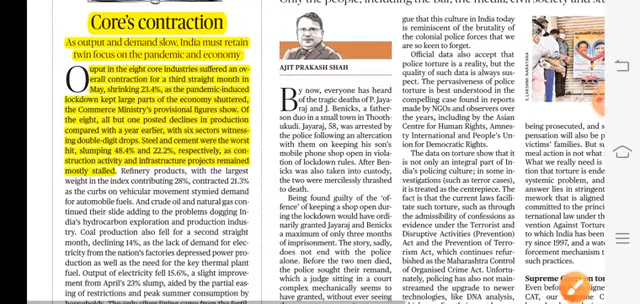 Only the people, including the bar, the media, civil society and
Core's contraction
As output and demand slow, India must retain
twin focus on the pandemic and economy
Output in the eight core industries suffered an ov-
erall contraction for a third straight month in
May, shrinking 23.4%, as the pandemic-induced
lockdown kept large parts of the economy shuttered,
the Commerce Ministry's provisional figures show. Of
the eight, all but one posted declines in production
compared with a year earlier, with six sectors witness-
ing double-digit drops. Steel and cement were the worst
hit, slumping 48.4% and 22.2%, respectively, as con-
struction activity and infrastructure projects remained
mostly stalled. Refinery products, with the largest
weight in the index contributing 28%, contracted 21.3%
as the curbs on vehicular movement stymied demand
for automobile fuels. And crude oil and natural gas con-
tinued their slide adding to the problems dogging In-
dia's hydrocarbon exploration and production indus-
try. Coal production also fell for a second straight
month, declining 14%, as the lack of demand for elec-
tricity from the nation's factories depressed power pro-
duction as well as the need for the key thermal plant
fuel. Output of electricity fell 15.6%, a slight improve-
ment from April's 23% slump, aided by the partial eas-
ing of restrictions and peak summer consumption by
AJIT PRAKASH SHAH
By now, everyone has heard
of the tragic deaths of P. Jaya-
raj and J. Benicks, a father-
son duo in a small town in Thooth-
ukudi. Jayaraj, 58, was arrested by
the police following an altercation
with them on keeping his son's
mobile phone shop open in viola-
tion of lockdown rules. After Ben-
icks was also taken into custody,
the two were mercilessly thrashed
to death.
Being found guilty of the 'of-
fence' of keeping a shop open dur-
ing the lockdown would have ordi-
narily granted Jayaraj and Benicks
a maximum of only three months
of imprisonment. The story, sadly,
does not end with the police
alone. Before the two men died,
the police sought their remand,
which a judge sitting in a court
complex mechanically seems to
have granted, without ever seeing
gue that this culture in India today
is reminiscent of the brutality of
the colonial police forces that we
are so keen to forget.
Official data also accept that
police torture is a reality, but the
quality of such data is always sus-
pect. The pervasiveness of police
torture is best understood in the
compelling case found in reports
made by NGOs and observers over
the years, including by the Asian
Centre for Human Rights, Amnes-
ty International and People's Un-
ion for Democratic Rights.
The data on torture show that it
is not only an integral part of In-
dia's policing culture; in some in-
vestigations (such as terror cases),
it is treated as the centrepiece. The
fact is that the current laws facili-
tate such torture, such as through
the admissibility of confessions as
evidence under the Terrorist and
Disruptive Activities (Prevention)
Act and the Prevention of Terro-
rism Act, which continues refur-
bished as the Maharashtra Control
of Organised Crime Act. Unfortu-
nately, policing has also not main-
streamed the upgrade to newer
technologies, like DNA analysis,
being prosecuted, and s
pensation will also be p
victims' families. But su
medial action is not what
What we really need is
tion that torture is ende
systemic problem, and
answer lies in stringent
mework that is aligned
committed to the princip
ternational law under th
vention Against Torture
to which India has been
ry since 1997, and a wate
forcement mechanism
such practices.
Supreme Co